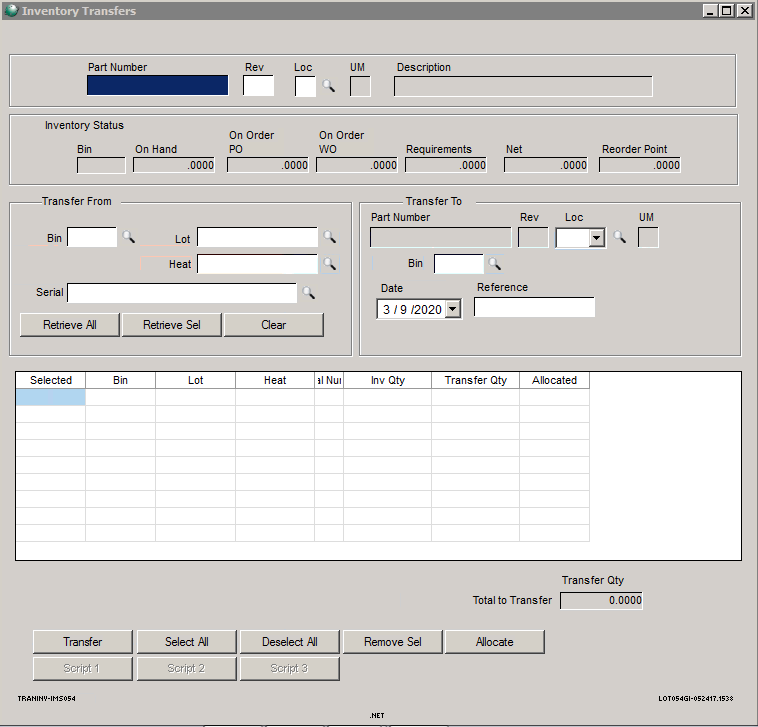 Inventory Transfers
Part Number Rev Loc UM Description
Inventory Status
On Order On Order
Bin On Hand PO WO Requirements Net Reorder Point
.0000 .0000 .0000 .0000 .0000 .0000
Transfer From
Bin Lot
Heat
Serial
Retrieve All Retrieve Sel Clear
Transfer To
Part Number Rev Loc UM
Bin
Date Reference
3 / 9 /2020
Selected Bin Lot Heat al Nur Inv Qty Transfer Qty Allocated
Transfer Qty
Total to Transfer 0.0000
Transfer Select All Deselect All Remove Sel Allocate
Script 1 Script 2 Script 3
TRANINV-IMS054 LOT054GI-052417.1538
.NET